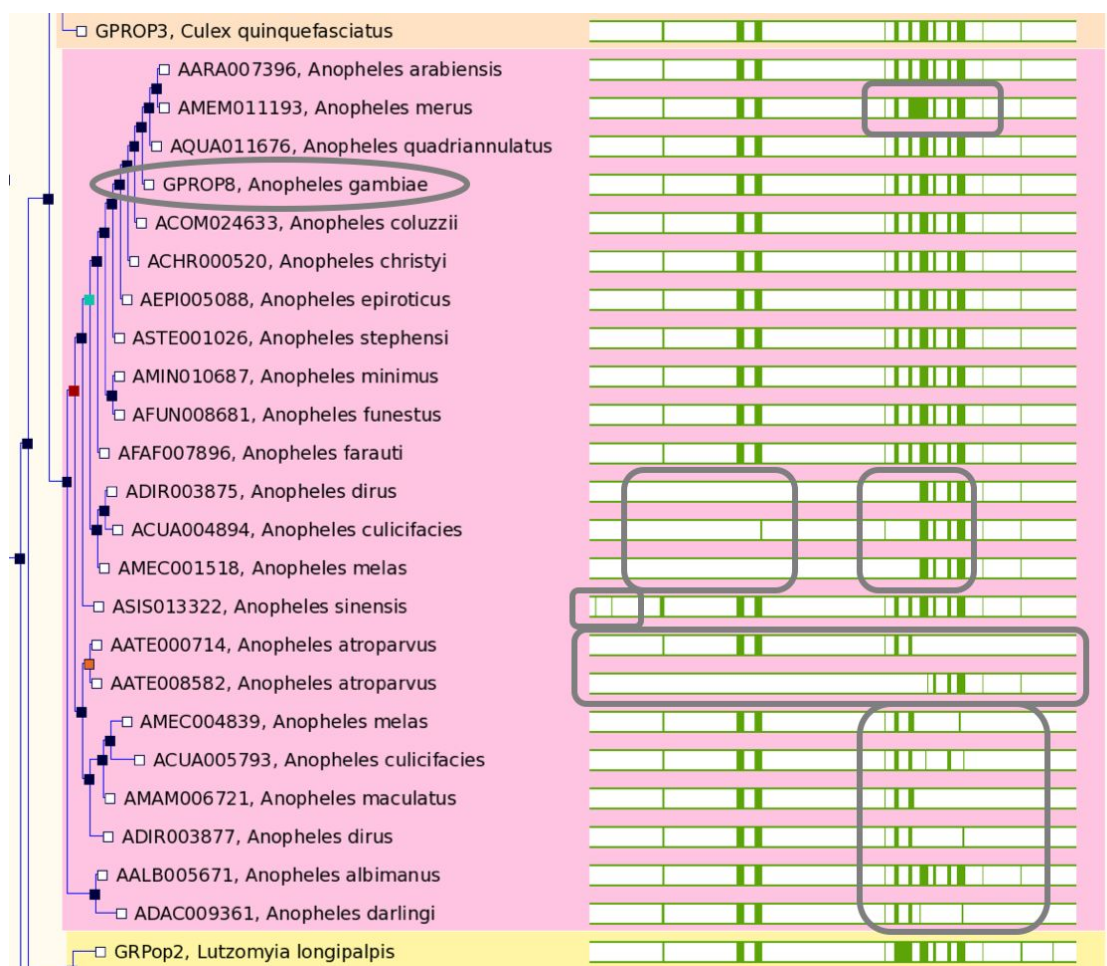 GPROP3, Culex quinquefasciatus
AARA007396, Anopheles arabiensis
AMEM011193, Anopheles merus
AQUA011676, Anopheles quadriannulatus
GPROP8, Anopheles gambiae
ACOM024633, Anopheles coluzzii
ACHR000520, Anopheles christyi
AEPI005088, Anopheles epiroticus
ASTE001026, Anopheles stephensi
AMIN010687, Anopheles minimus
AFUN008681, Anopheles funestus
AFAF007896, Anopheles farauti
ADIR003875, Anopheles dirus
ACUA004894, Anopheles culicifacies
AMEC001518, Anopheles melas
ASIS013322, Anopheles sinensis
AATE000714, Anopheles atroparvus
AATE008582, Anopheles atroparvus
AMEC004839, Anopheles melas
ACUA005793, Anopheles culicifacies
AMAM006721, Anopheles maculatus
ADIR003877, Anopheles dirus
AALB005671, Anopheles albimanus
ADAC009361, Anopheles darlingi
GRPop2, Lutzomyia longipalpis